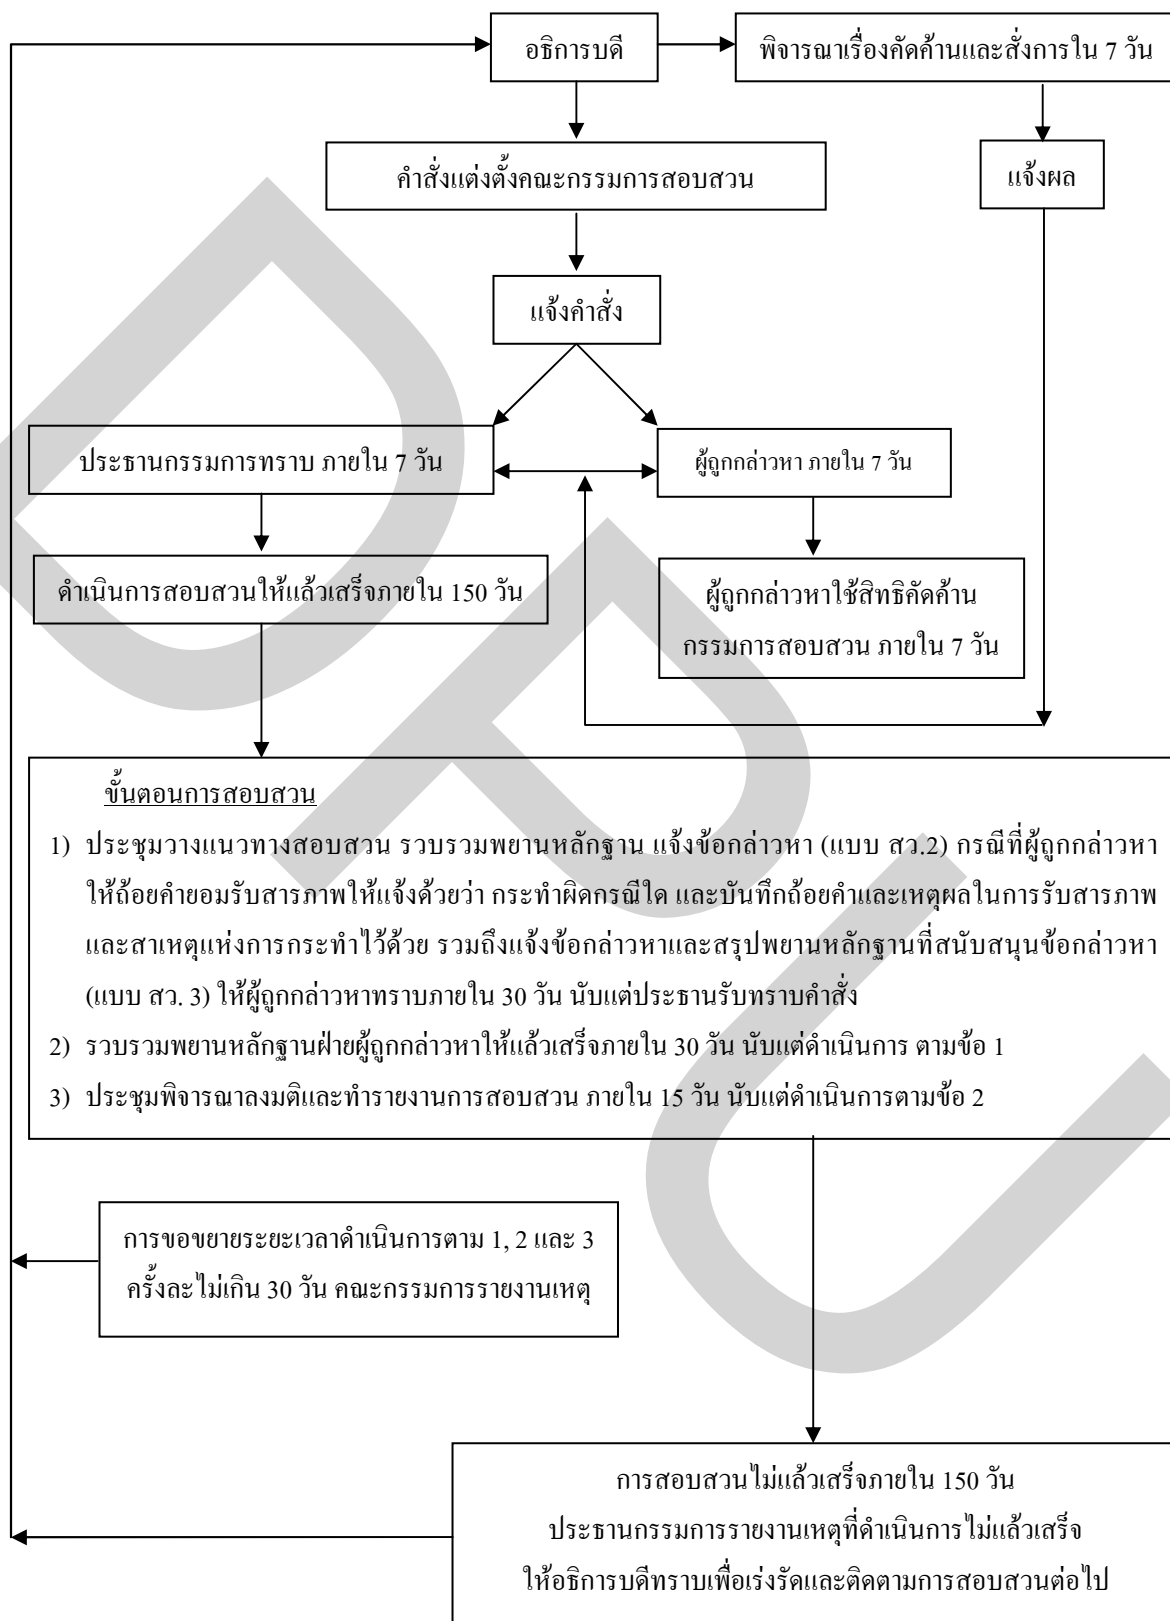 อธิการบดี
พิจารณาเรื่องคัดค้านและสั่งการใน 7 วัน
คำสั่งแต่งตั้งคณะกรรมการสอบสวน
แจ้งผล
แจ้งคำสั่ง
ประธานกรรมการทราบ ภายใน 7 วัน
ผู้ถูกกล่าวหา ภายใน 7 วัน
ดำเนินการสอบสวนให้แล้วเสร็จภายใน 150 วัน
ผู้ถูกกล่าวหาใช้สิทธิคัดค้าน
กรรมการสอบสวน ภายใน 7 วัน
ขั้นตอนการสอบสวน
1) ประชุมวางแนวทางสอบสวน รวบรวมพยานหลักฐาน แจ้งข้อกล่าวหา (แบบ สว.2) กรณีที่ผู้ถูกกล่าวหา
ให้ถ้อยคำยอมรับสารภาพให้แจ้งด้วยว่า กระทำผิดกรณีใด และบันทึกถ้อยคำและเหตุผลในการรับสารภาพ
และสาเหตุแห่งการกระทำไว้ด้วย รวมถึงแจ้งข้อกล่าวหาและสรุปพยานหลักฐานที่สนับสนุนข้อกล่าวหา
(แบบ สว. 3) ให้ผู้ถูกกล่าวหาทราบภายใน 30 วัน นับแต่ประธานรับทราบคำสั่ง
2) รวบรวมพยานหลักฐานฝ่ายผู้ถูกกล่าวหาให้แล้วเสร็จภายใน 30 วัน นับแต่ดำเนินการ ตามข้อ 1
3) ประชุมพิจารณาลงมติและทำรายงานการสอบสวน ภายใน 15 วัน นับแต่ดำเนินการตามข้อ 2
การขอขยายระยะเวลาดำเนินการตาม 1, 2 และ 3
ครั้งละไม่เกิน 30 วัน คณะกรรมการรายงานเหตุ
การสอบสวนไม่แล้วเสร็จภายใน 150 วัน
ประธานกรรมการรายงานเหตุที่ดำเนินการไม่แล้วเสร็จ
ให้อธิการบดีทราบเพื่อเร่งรัดและติดตามการสอบสวนต่อไป
DPU